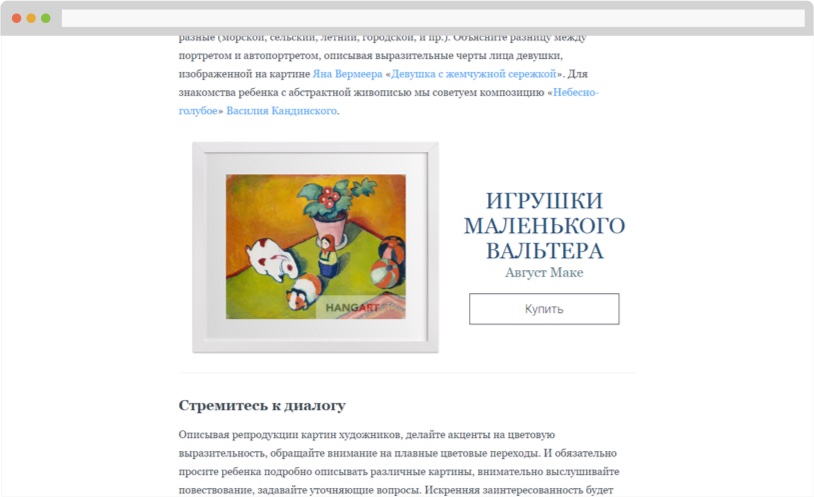 разные (морской, сельский, летний, городской, и пр.). Объясните разницу между
портретом и автопортретом, описывая выразительные черты лица девушки,
изображенной на картине Яна Вермеера «Девушка с жемчужной сережкой». Для
знакомства ребенка с абстрактной живописью мы советуем композицию «Небесно-
голубое» Василия Кандинского.
HANGART
ИГРУШКИ
МАЛЕНЬКОГО
ВАЛЬТЕРА
Август Маке
Купить
Стремитесь к диалогу
Описывая репродукции картин художников, делайте акценты на цветовую
выразительность, обращайте внимание на плавные цветовые переходы. И обязательно
просите ребенка подробно описывать различные картины, внимательно выслушивайте
повествование, задавайте уточняющие вопросы. Искренняя заинтересованность будет